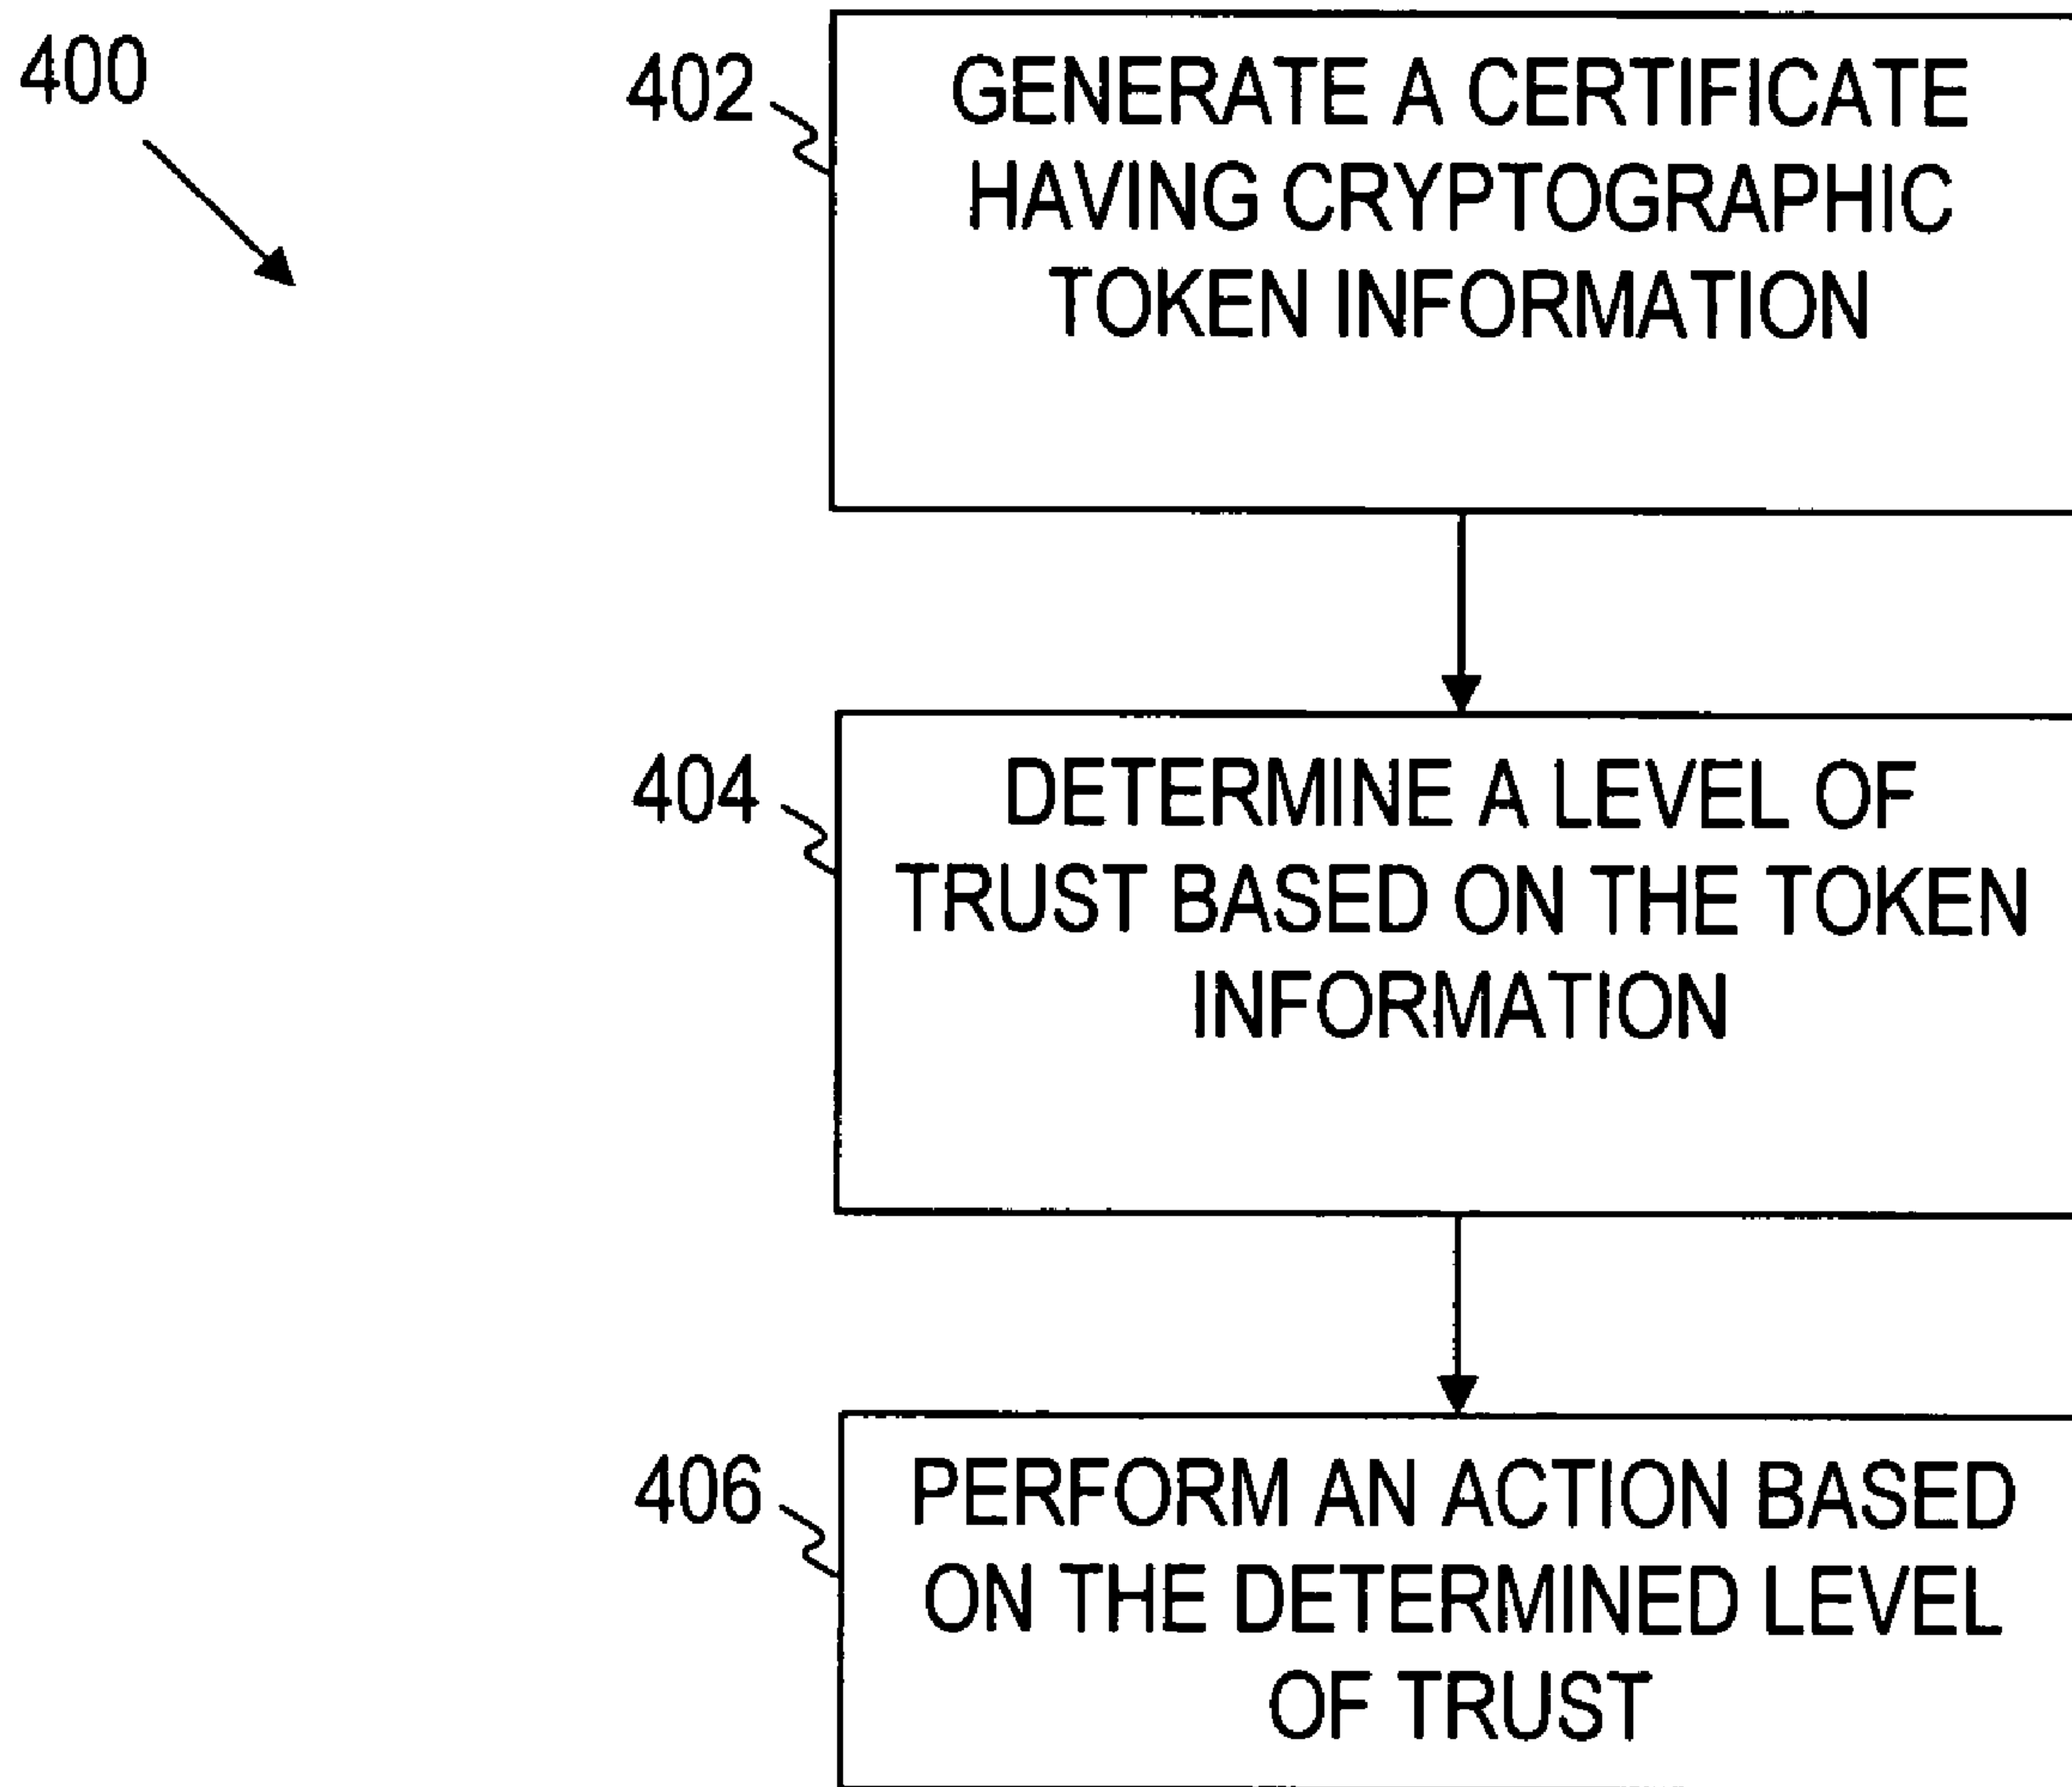 400
402
GENERATE A CERTIFICATE
HAVING CRYPTOGRAPHIC
TOKEN INFORMATION
404
DETERMINE A LEVEL OF
TRUST BASED ON THE TOKEN
INFORMATION
406
PERFORM AN ACTION BASED
ON THE DETERMINED LEVEL
OF TRUST